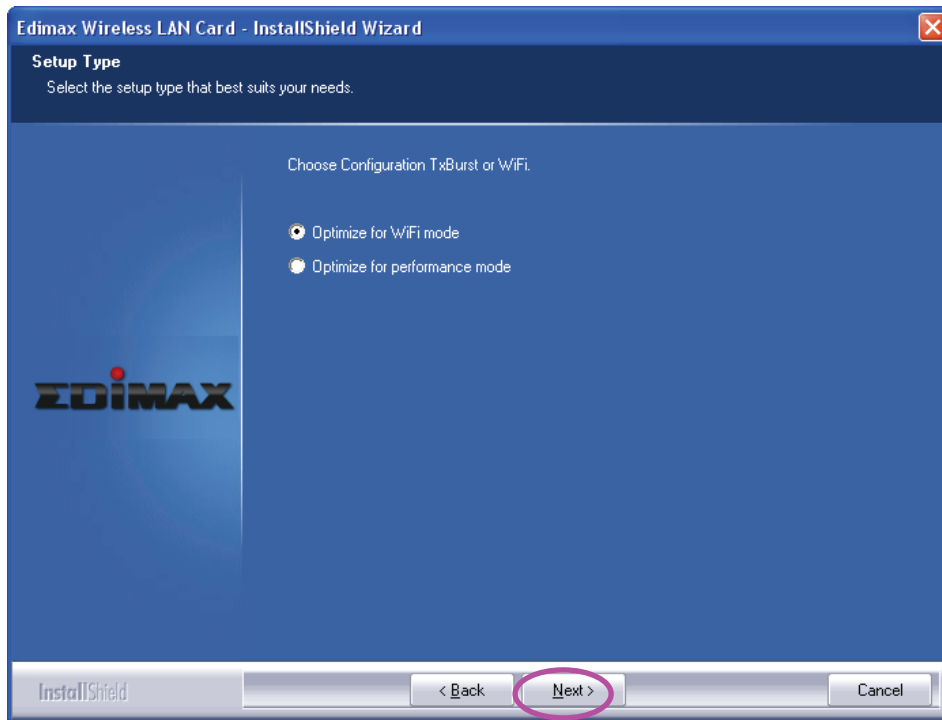 Edimax Wireless LAN Card - InstallShield Wizard
Setup Type
Select the setup type that best suits your needs.
Choose Configuration TxBurst or WiFi.
Optimize for WiFi mode
Optimize for performance mode
EDiMAX
InstallShield
< Back
Next >
Cancel